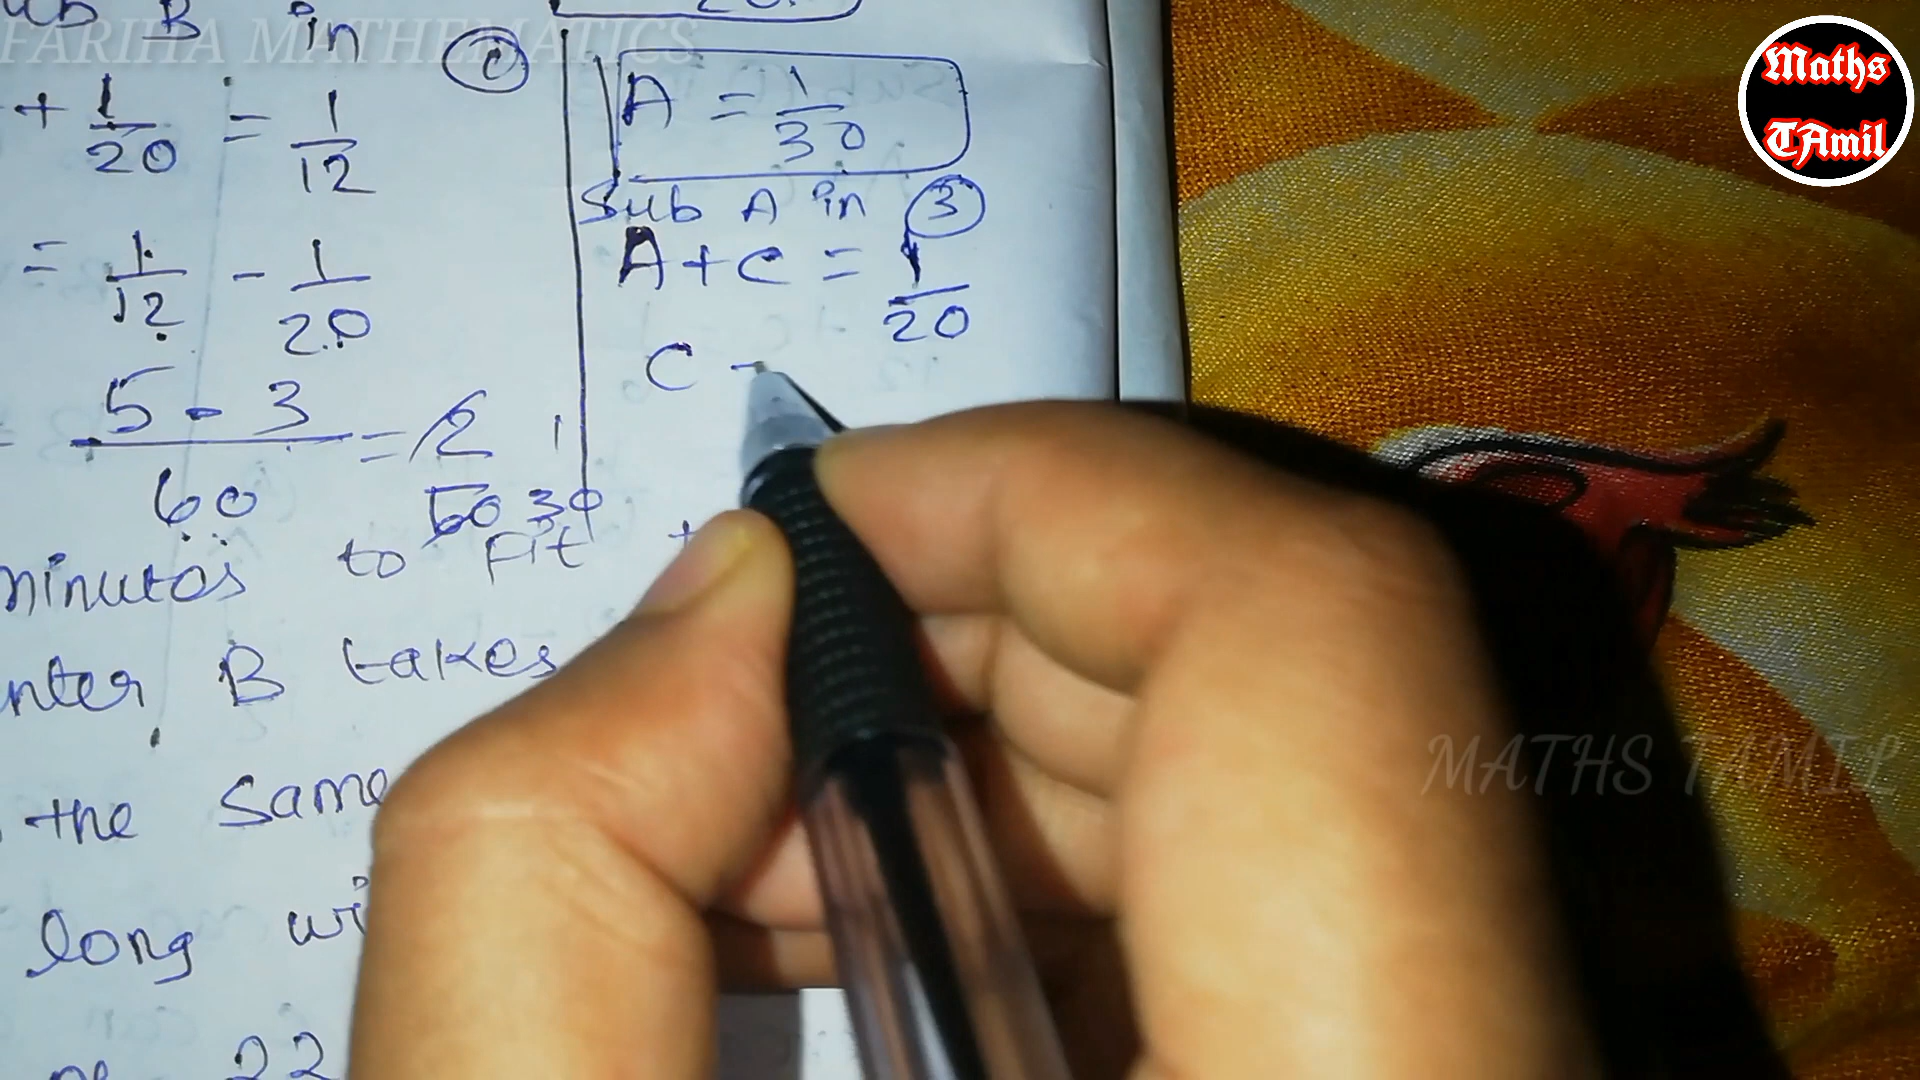 B in
FARIHA MATHEMATICS
+ 1/20 = 1/12
= 1/12 - 1/20
5 - 3 / 60 = 2/60 1/30
minutes to fit
B takes
the same
long
22
A = 1/30
Sub A in ③
A + C = 1/20
C -
Maths
TAmil
MATHS TAMIL